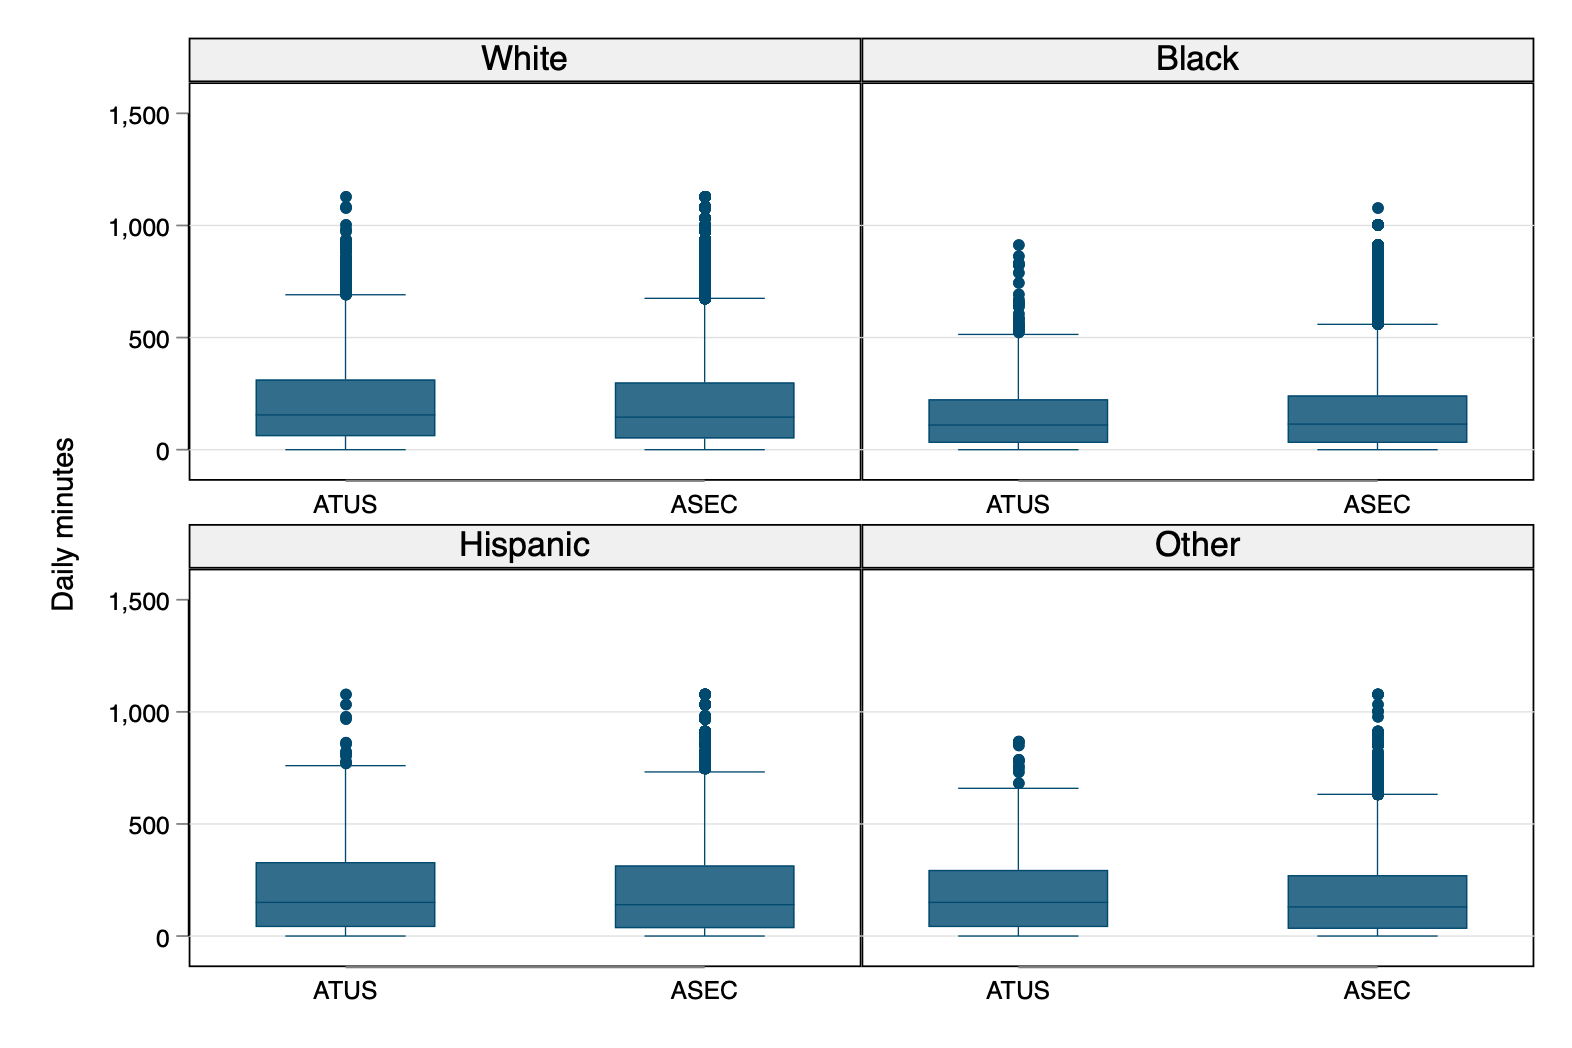 White
Black
1,500
1,000
500
0
ATUS
ASEC
ATUS
ASEC
Daily minutes
Hispanic
Other
1,500
1,000
500
0
ATUS
ASEC
ATUS
ASEC